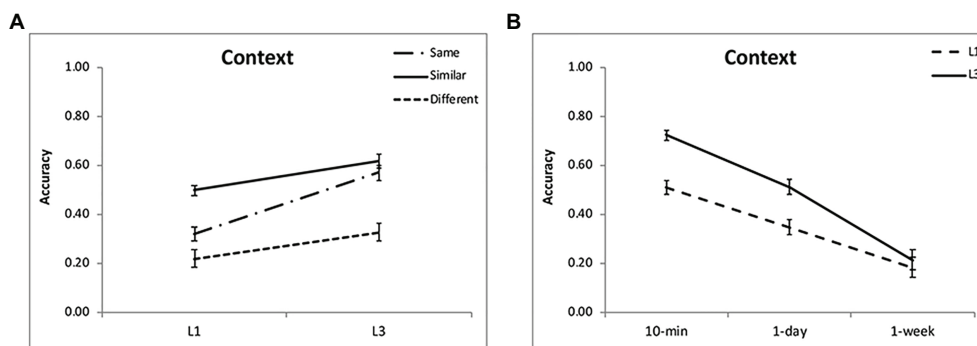 A
Context
Same
Similar
Different
1.00
0.80
0.60
0.40
0.20
0.00
Accuracy
L1
L3
B
Context
L1
L3
1.00
0.80
0.60
0.40
0.20
0.00
Accuracy
10-min
1-day
1-week